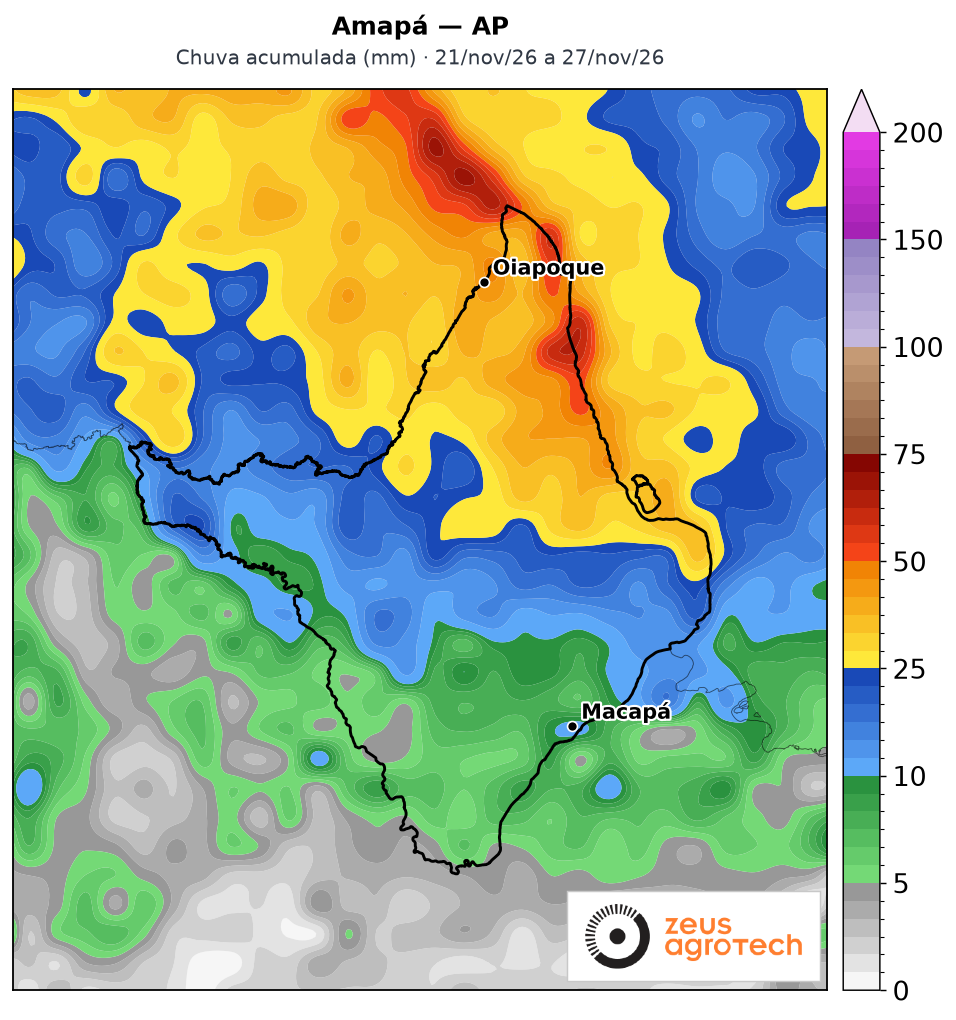 Amapá — AP
Chuva acumulada (mm) · 21/nov/26 a 27/nov/26
200
150
100
75
50
25
10
5
0
Oiapoque
Macapá
zeus
agrotech